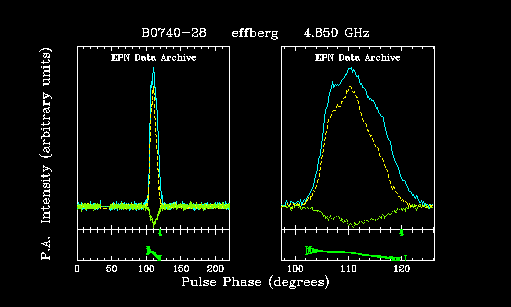 B0740-28 effberg 4.850 GHz
EPN Data Archive EPN Data Archive
P.A. Intensity (arbitrary units)
0 50 100 150 200 100 110 120
Pulse Phase (degrees)